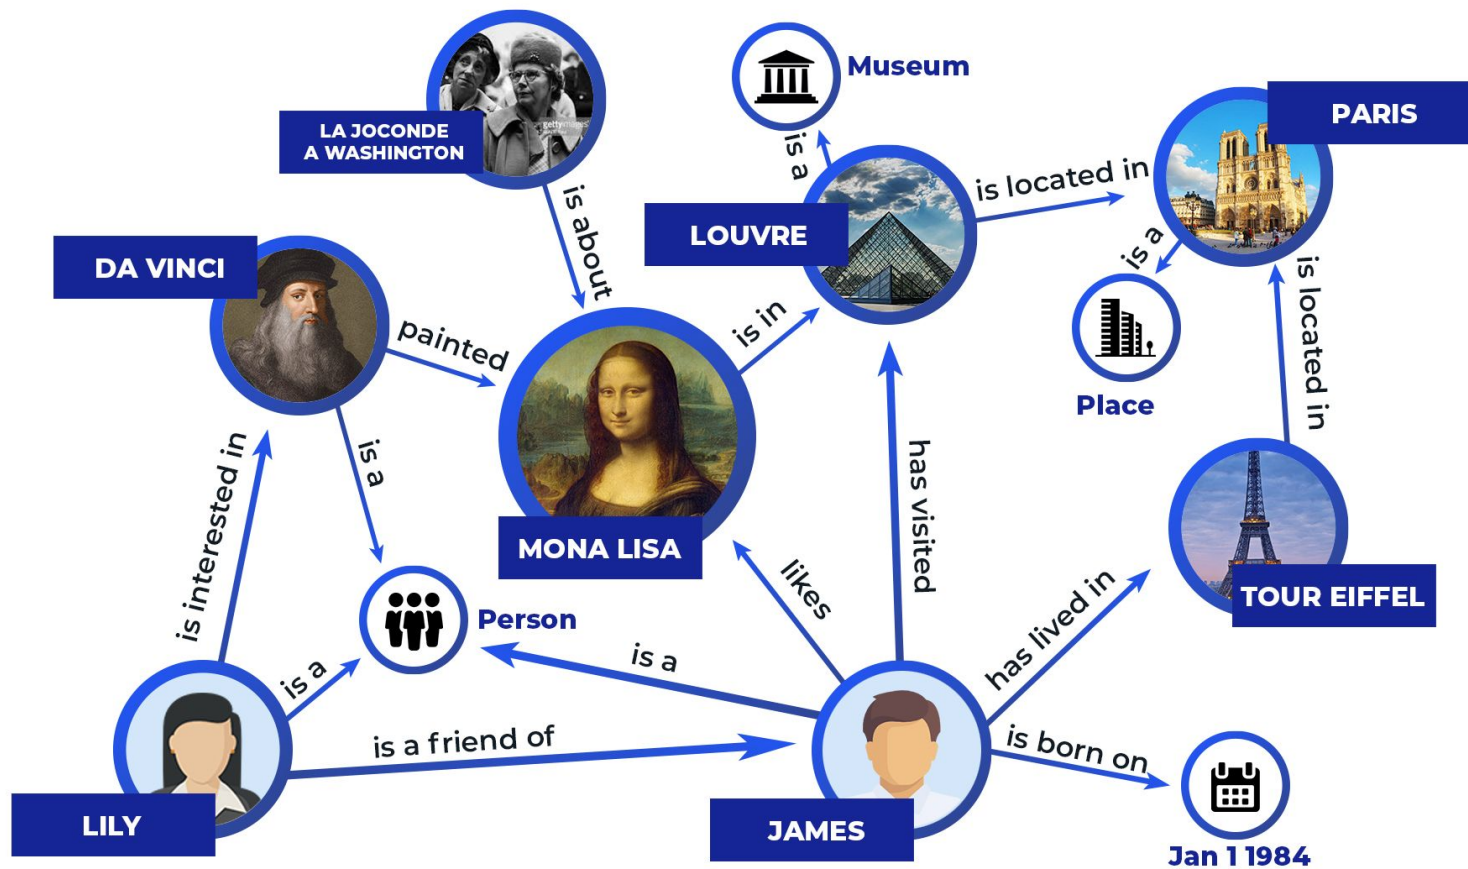 Museum
PARIS
LA JOCONDE
A WASHINGTON
gettyimages
is a
is located in
is about
LOUVRE
is a
DA VINCI
painted
is in
is located in
Place
is interested in
is a
has visited
MONA LISA
likes
TOUR EIFFEL
Person
is a
is a
has lived in
is a friend of
is born on
LILY
JAMES
Jan 1 1984